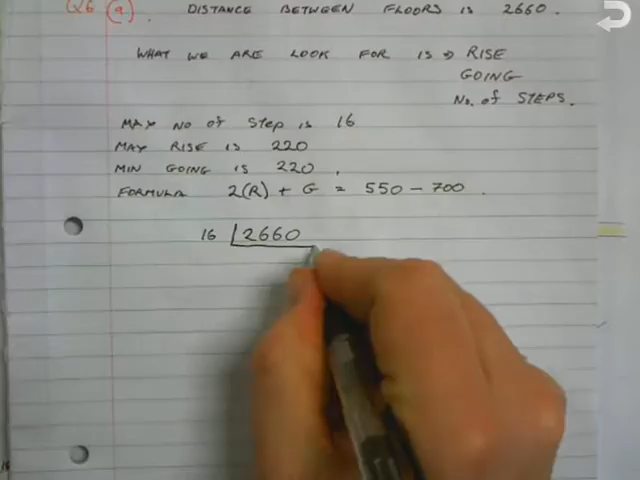 Q6 (a). DISTANCE BETWEEN FLOORS IS 2660.
WHAT WE ARE LOOK FOR IS → RISE
GOING
No. of STEPS.
MAX NO of Step is 16
MAX RISE IS 220
MIN GOING IS 220.
FORMULA 2(R) + G = 550 - 700.
16 2660